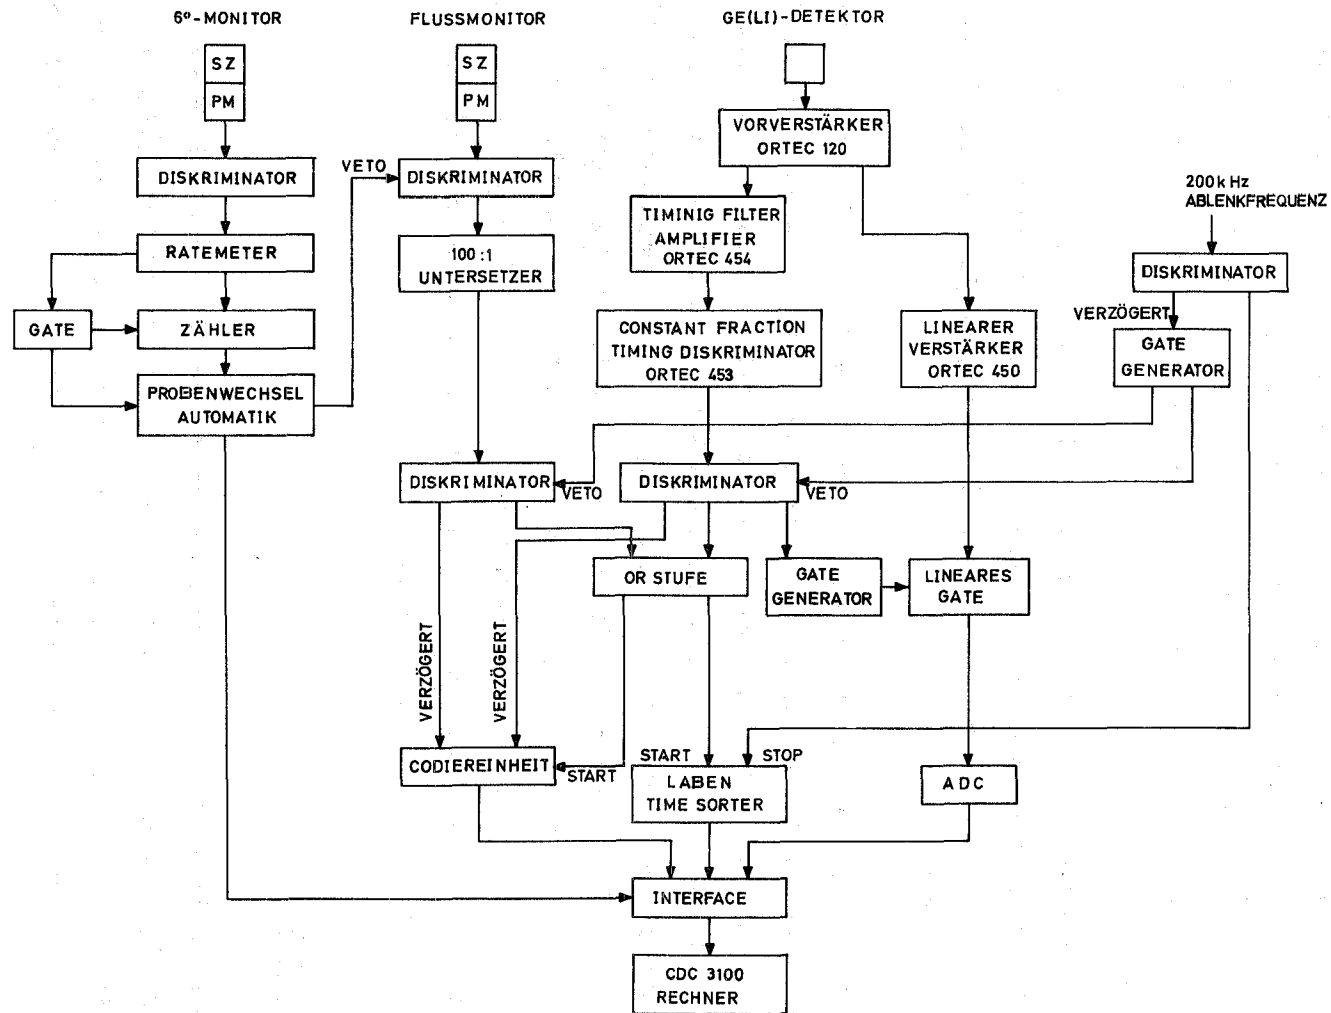 6º-MONITOR
FLUSSMONITOR
GE(LI)-DETEKTOR
SZ
PM
SZ
PM
VORVERSTÄRKER
ORTEC 120
DISKRIMINATOR
VETO
DISKRIMINATOR
200 kHz
ABLENKFREQUENZ
TIMINIG FILTER
AMPLIFIER
ORTEC 454
RATEMETER
100 : 1
UNTERSETZER
DISKRIMINATOR
VERZÖGERT
GATE
ZÄHLER
CONSTANT FRACTION
TIMING DISKRIMINATOR
ORTEC 453
LINEARER
VERSTÄRKER
ORTEC 450
GATE
GENERATOR
PROBENWECHSEL
AUTOMATIK
DISKRIMINATOR
VETO
DISKRIMINATOR
VETO
OR STUFE
GATE
GENERATOR
LINEARES
GATE
VERZÖGERT
VERZÖGERT
CODIEREINHEIT
START
START
STOP
LABEN
TIME SORTER
ADC
INTERFACE
CDC 3100
RECHNER